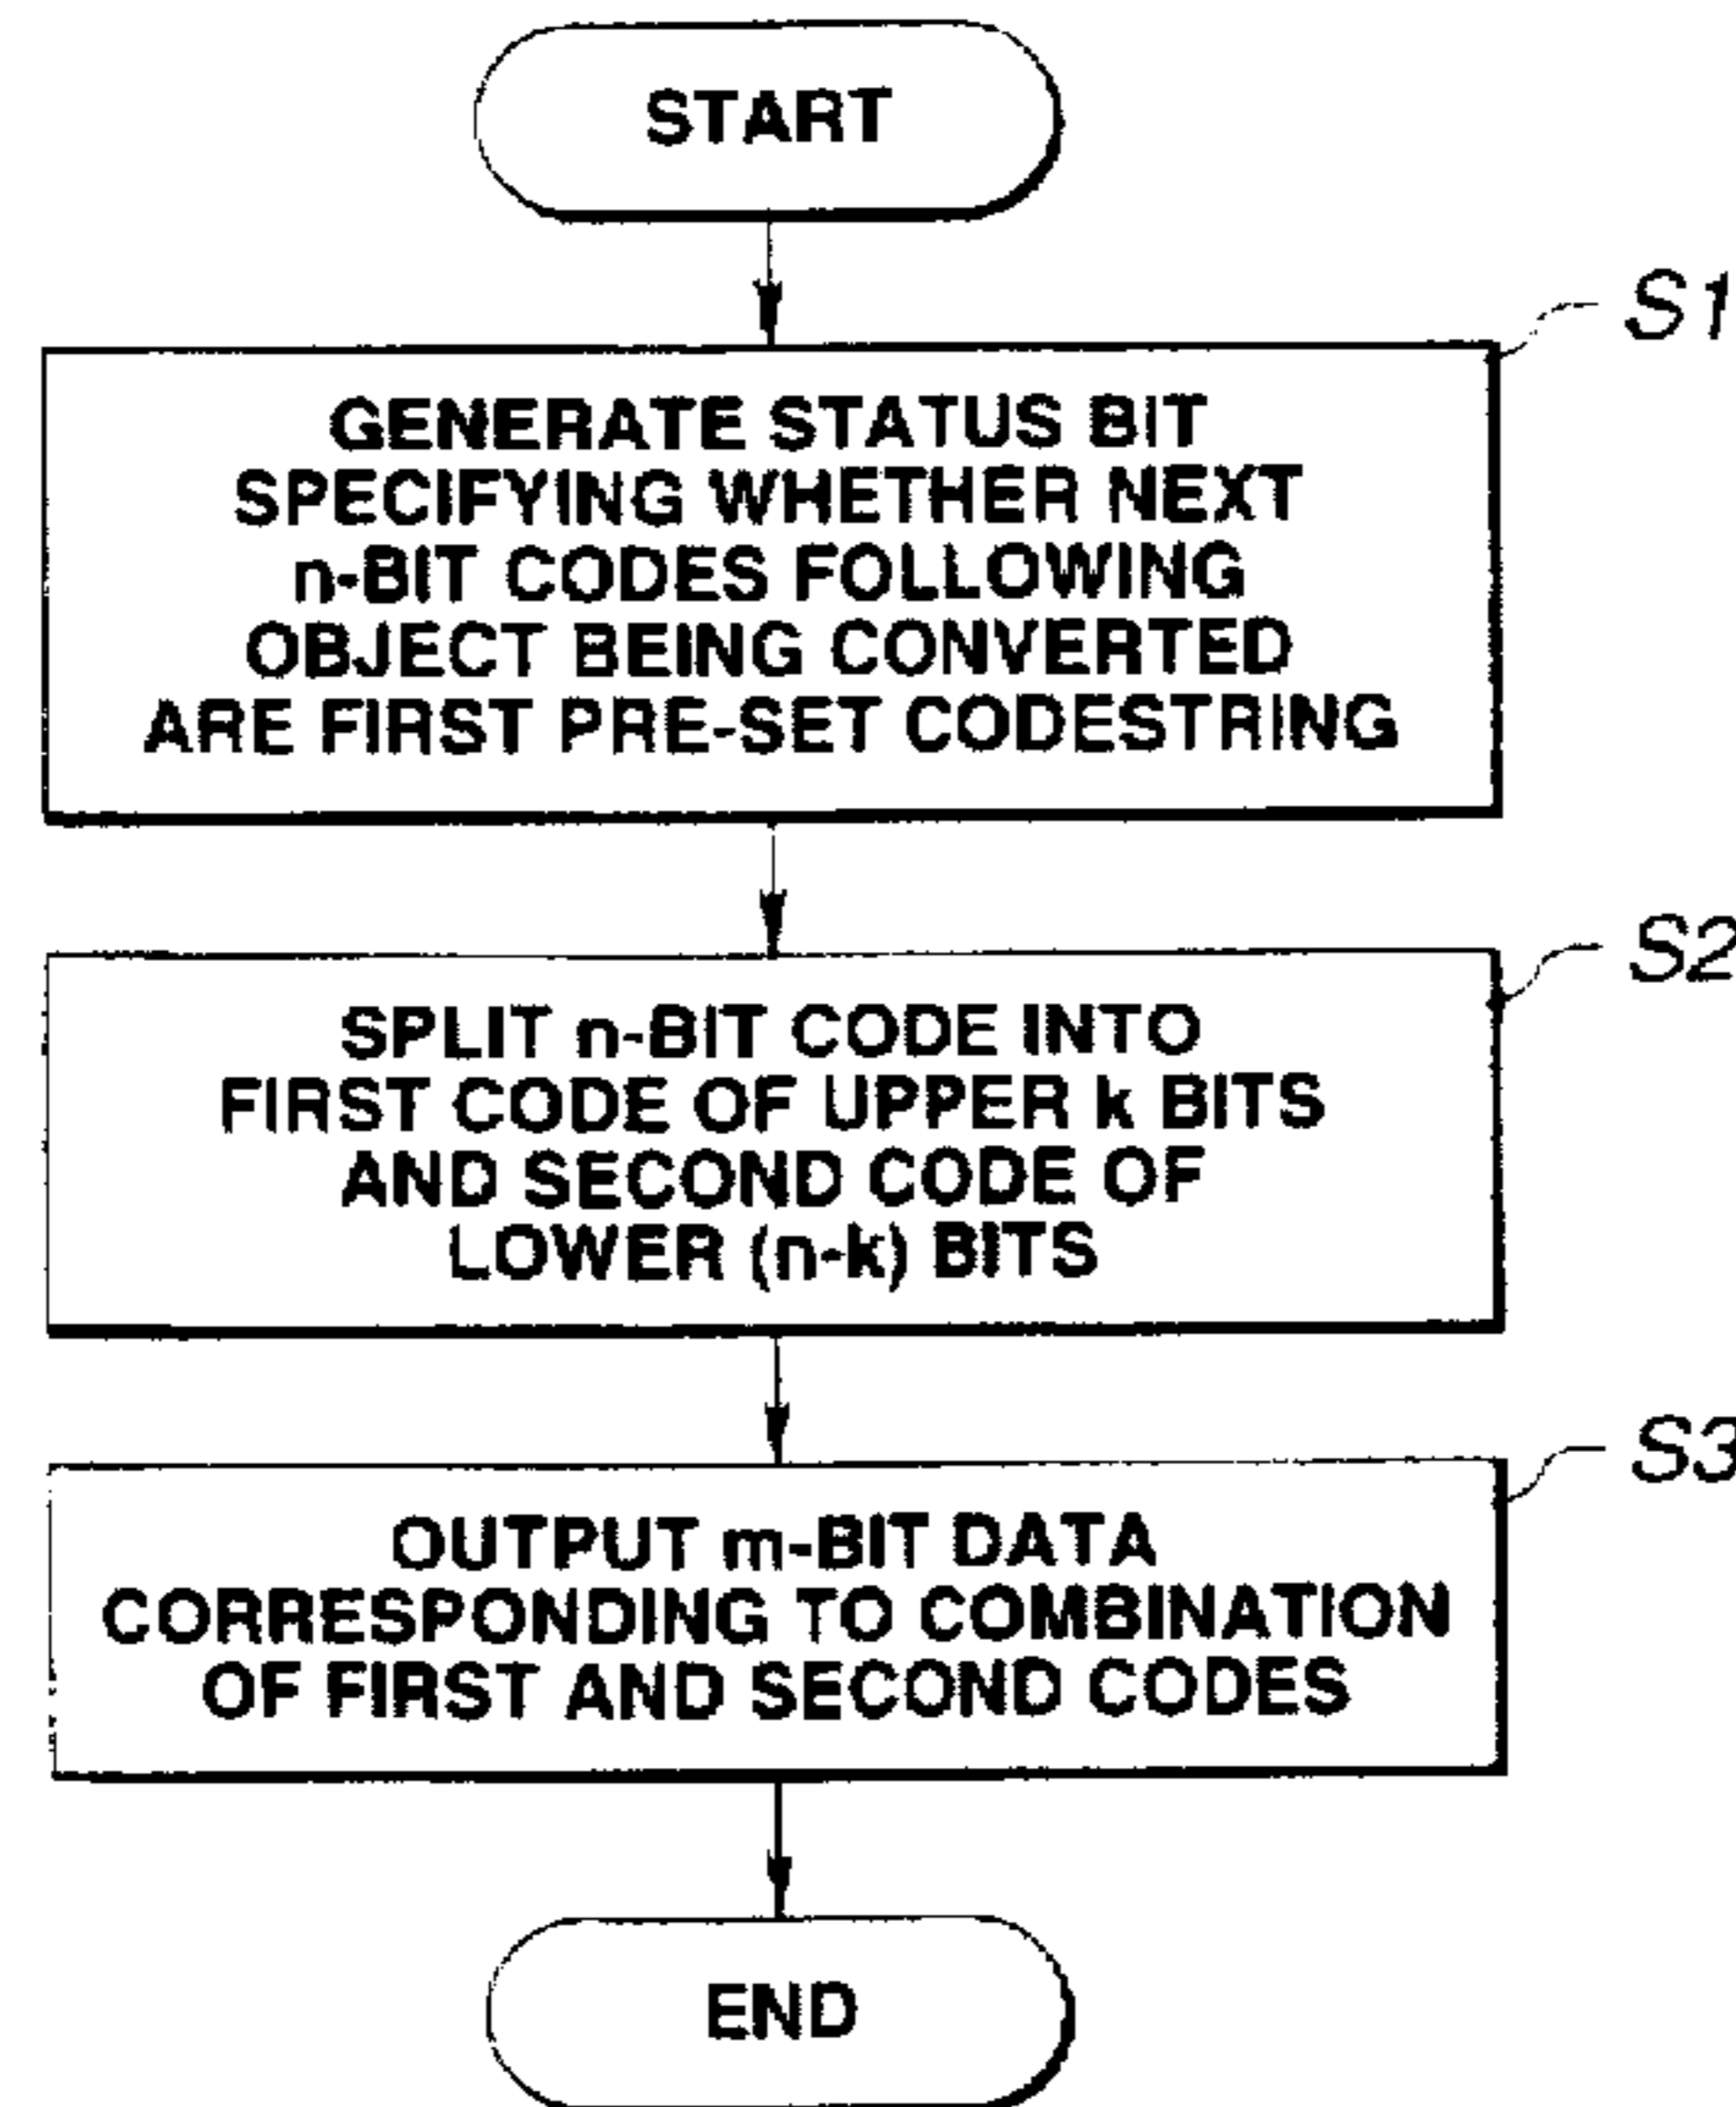 START
S1
GENERATE STATUS BIT
SPECIFYING WHETHER NEXT
n-BIT CODES FOLLOWING
OBJECT BEING CONVERTED
ARE FIRST PRE-SET CODESTRING
S2
SPLIT n-BIT CODE INTO
FIRST CODE OF UPPER k BITS
AND SECOND CODE OF
LOWER (n-k) BITS
S3
OUTPUT m-BIT DATA
CORRESPONDING TO COMBINATION
OF FIRST AND SECOND CODES
END